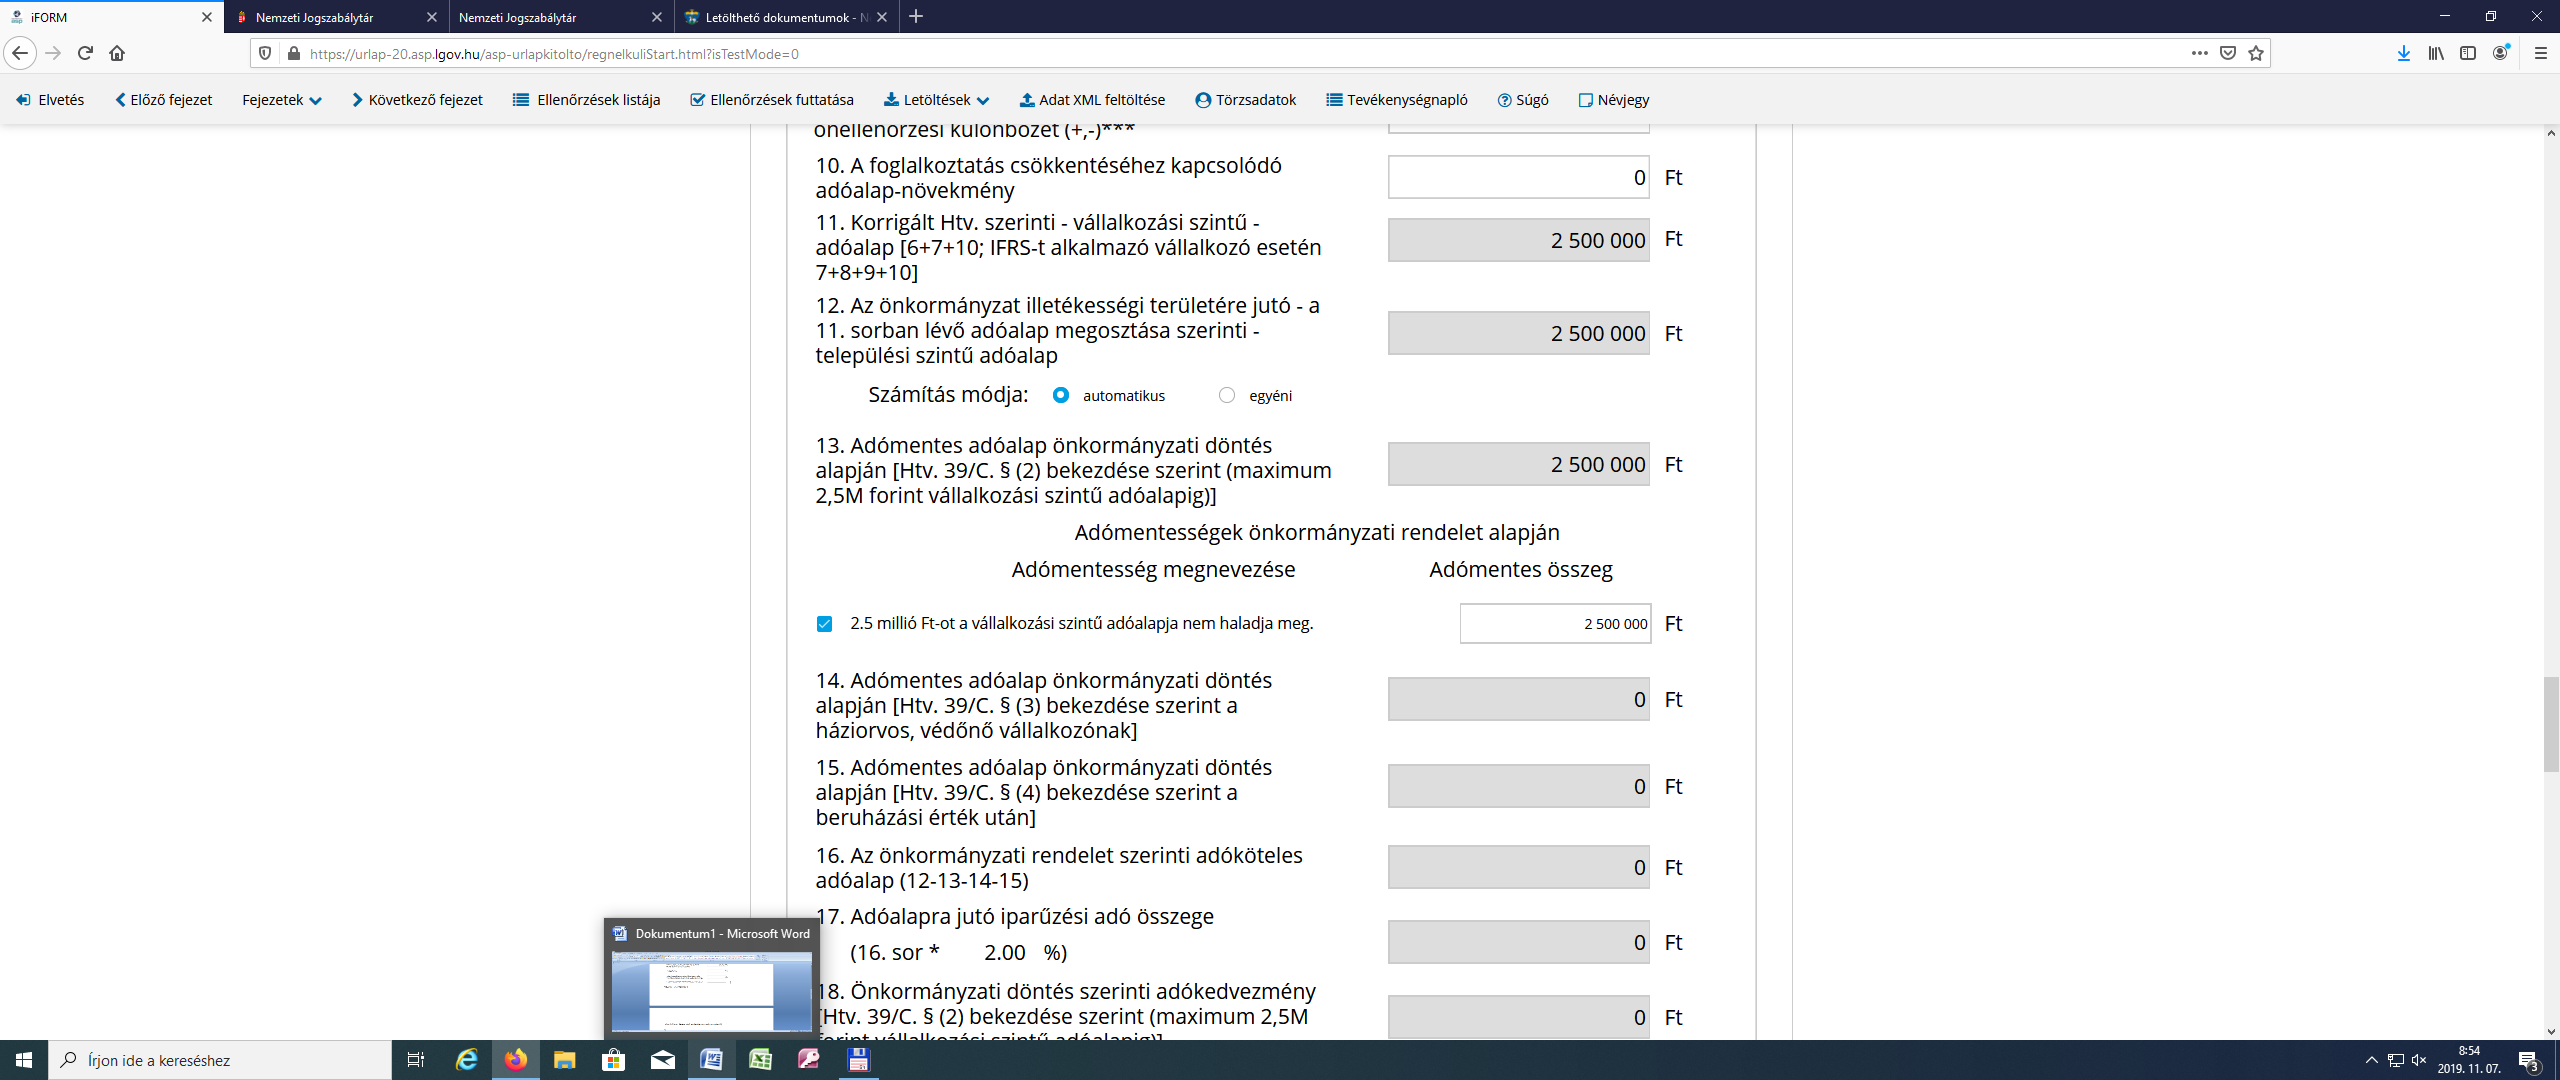 iFORM
Nemzeti Jogszabálytár
Nemzeti Jogszabálytár
Letölthető dokumentumok - N
https://urlap-20.asp.lgov.hu/asp-urlapkitolto/regnelkuliStart.html?isTestMode=0
Elvetés
Előző fejezet
Fejezetek
Következő fejezet
Ellenőrzések listája
Ellenőrzések futtatása
Letöltések
Adat XML feltöltése
Törzsadatok
Tevékenységnapló
Súgó
Névjegy
önellenőrzési különbözet (+,-)***
10. A foglalkoztatás csökkentéséhez kapcsolódó
adóalap-növekmény
0 Ft
11. Korrigált Htv. szerinti - vállalkozási szintű -
adóalap [6+7+10; IFRS-t alkalmazó vállalkozó esetén
7+8+9+10]
2 500 000 Ft
12. Az önkormányzat illetékességi területére jutó - a
11. sorban lévő adóalap megosztása szerinti -
települési szintű adóalap
2 500 000 Ft
Számítás módja: automatikus egyéni
13. Adómentes adóalap önkormányzati döntés
alapján [Htv. 39/C. § (2) bekezdése szerint (maximum
2,5M forint vállalkozási szintű adóalapig)]
2 500 000 Ft
Adómentességek önkormányzati rendelet alapján
Adómentesség megnevezése Adómentes összeg
2.5 millió Ft-ot a vállalkozási szintű adóalapja nem haladja meg. 2 500 000 Ft
14. Adómentes adóalap önkormányzati döntés
alapján [Htv. 39/C. § (3) bekezdése szerint a
háziorvos, védőnő vállalkozónak]
0 Ft
15. Adómentes adóalap önkormányzati döntés
alapján [Htv. 39/C. § (4) bekezdése szerint a
beruházási érték után]
0 Ft
16. Az önkormányzati rendelet szerinti adóköteles
adóalap (12-13-14-15)
0 Ft
17. Adóalapra jutó iparűzési adó összege
(16. sor * 2.00 %)
0 Ft
18. Önkormányzati döntés szerinti adókedvezmény
[Htv. 39/C. § (2) bekezdése szerint (maximum 2,5M
forint vállalkozási szintű adóalapig)]
0 Ft
Dokumentum1 - Microsoft Word
Írjon ide a kereséshez
8:54
2019. 11. 07.
3